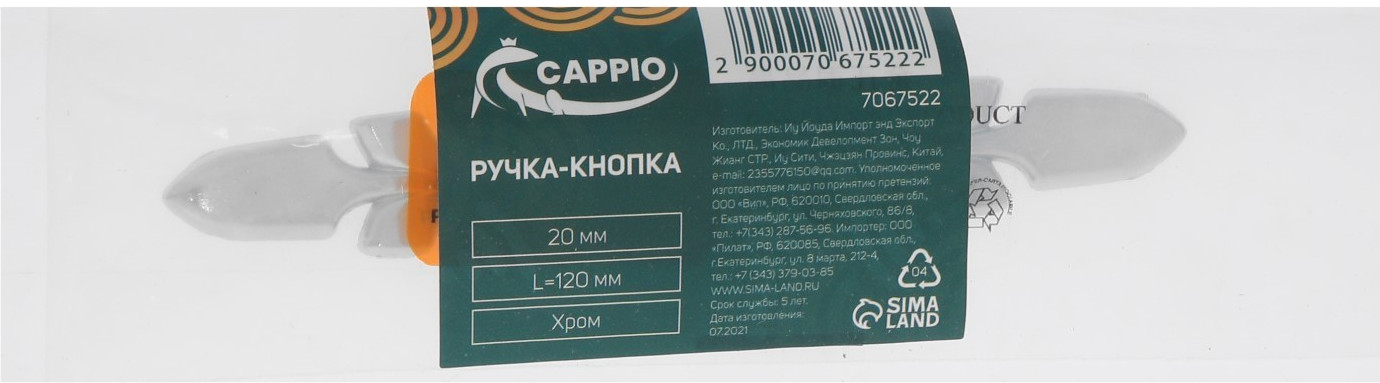 CAPPIO
РУЧКА-КНОПКА
20 мм
L=120 мм
Хром
2 900070 675222
7067522
Изготовитель: Иу Йоуда Импорт энд Экспорт
Ко., ЛТД., Экономик Девелопмент Зон, Чоу
Жианг СТР., Иу Сити, Чжэцзян Провинс, Китай,
e-mail: 2355776150@qq.com. Уполномоченное
изготовителем лицо по принятию претензий:
ООО «Вип», РФ, 620010, Свердловская обл.,
г. Екатеринбург, ул. Черняховского, 86/8,
тел.: +7(343) 287-56-96. Импортер: ООО
«Пилат», РФ, 620085, Свердловская обл.,
г.Екатеринбург, ул. 8 марта, 212-4,
тел.: +7 (343) 379-03-85
WWW.SIMA-LAND.RU
Срок службы: 5 лет.
Дата изготовления:
07.2021
04
SIMA
LAND
DUCT